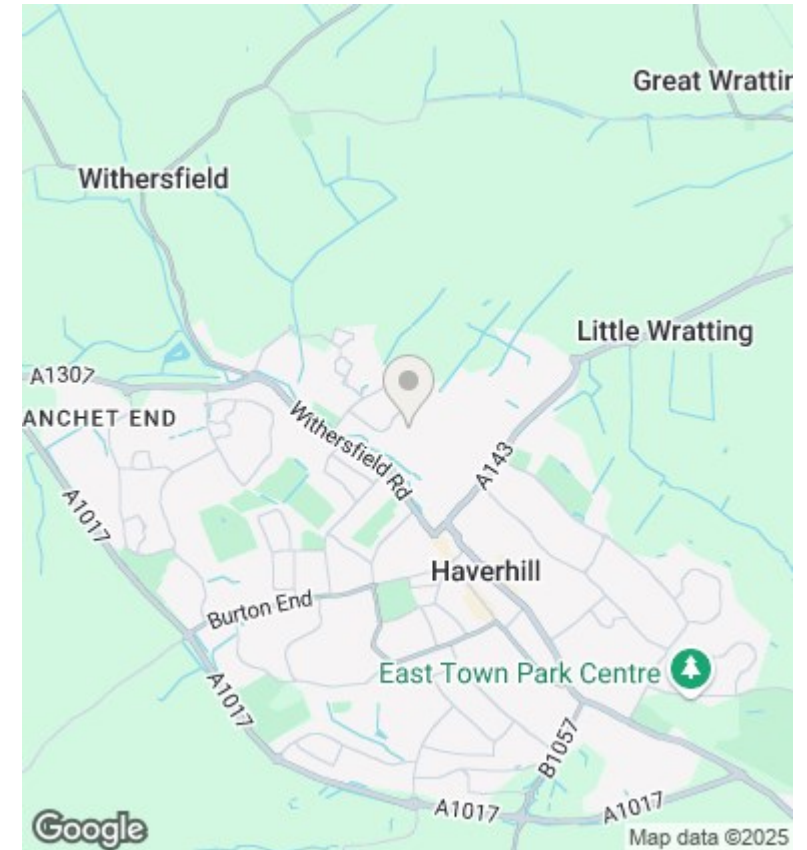 Great Wrattin
Withersfield
Little Wratting
A1307
ANCHET END
Withersfield Rd
A143
A1017
Haverhill
Burton End
East Town Park Centre
A1017
B1057
A1017
A1017
Google
Map data ©2025